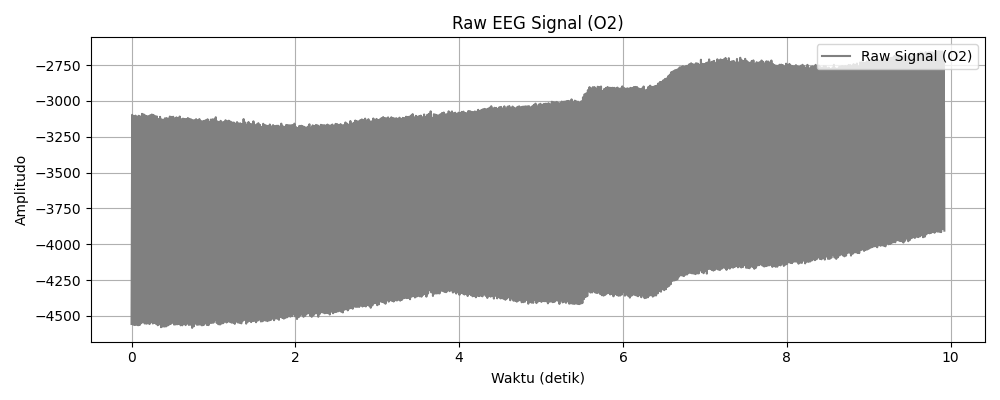 Raw EEG Signal (O2)
Raw Signal (O2)
−2750
−3000
−3250
−3500
−3750
−4000
−4250
−4500
Amplitudo
0 2 4 6 8 10
Waktu (detik)